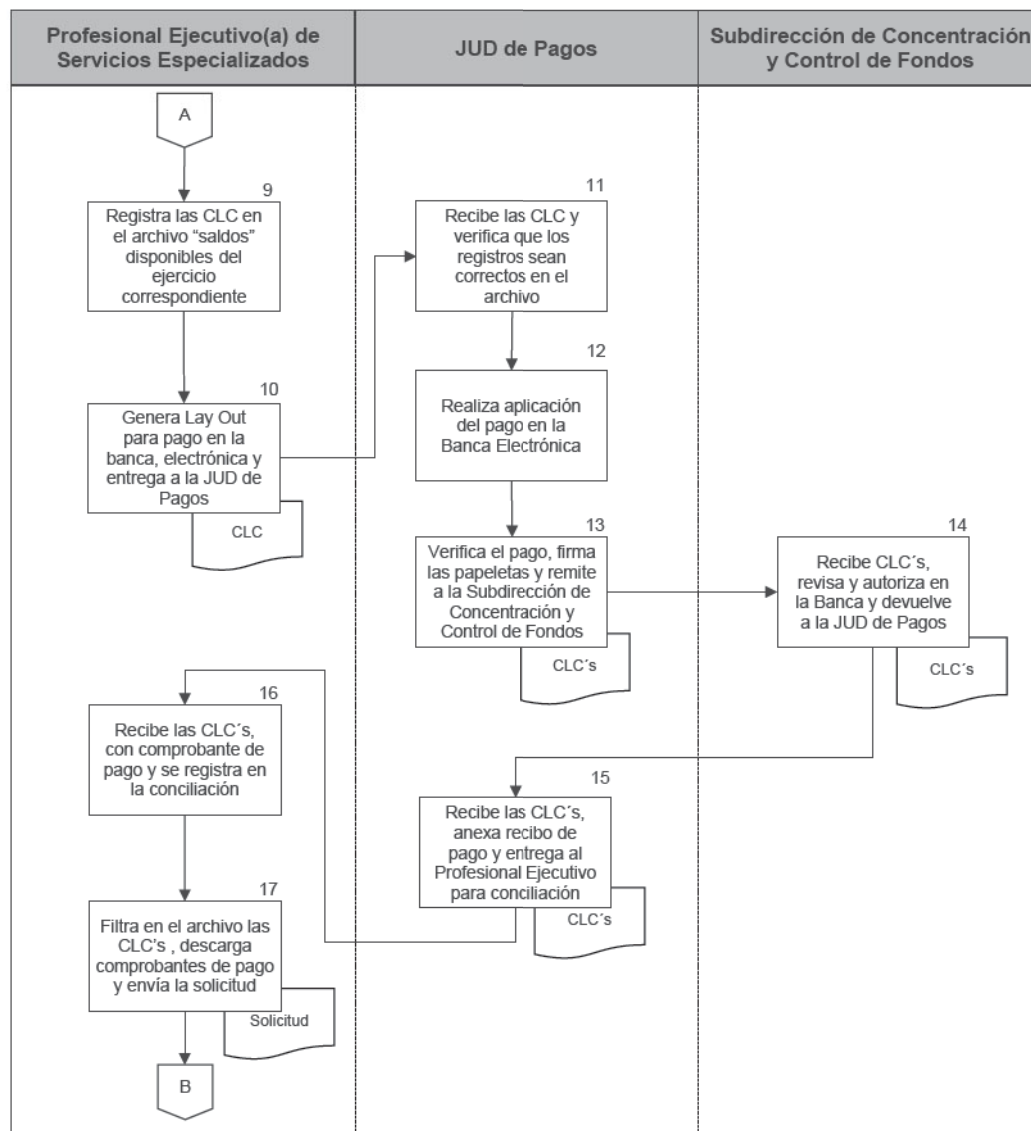 Profesional Ejecutivo(a) de
Servicios Especializados
JUD de Pagos
Subdirección de Concentración
y Control de Fondos
A
9
Registra las CLC en
el archivo “saldos”
disponibles del
ejercicio
correspondiente
10
Genera Lay Out
para pago en la
banca, electrónica y
entrega a la JUD de
Pagos
CLC
11
Recibe las CLC y
verifica que los
registros sean
correctos en el
archivo
12
Realiza aplicación
del pago en la
Banca Electrónica
13
Verifica el pago, firma
las papeletas y remite
a la Subdirección de
Concentración y
Control de Fondos
CLC´s
14
Recibe CLC´s,
revisa y autoriza en
la Banca y devuelve
a la JUD de Pagos
CLC´s
15
Recibe las CLC´s,
anexa recibo de
pago y entrega al
Profesional Ejecutivo
para conciliación
CLC´s
16
Recibe las CLC´s,
con comprobante de
pago y se registra en
la conciliación
17
Filtra en el archivo las
CLC’s , descarga
comprobantes de pago
y envía la solicitud
Solicitud
B